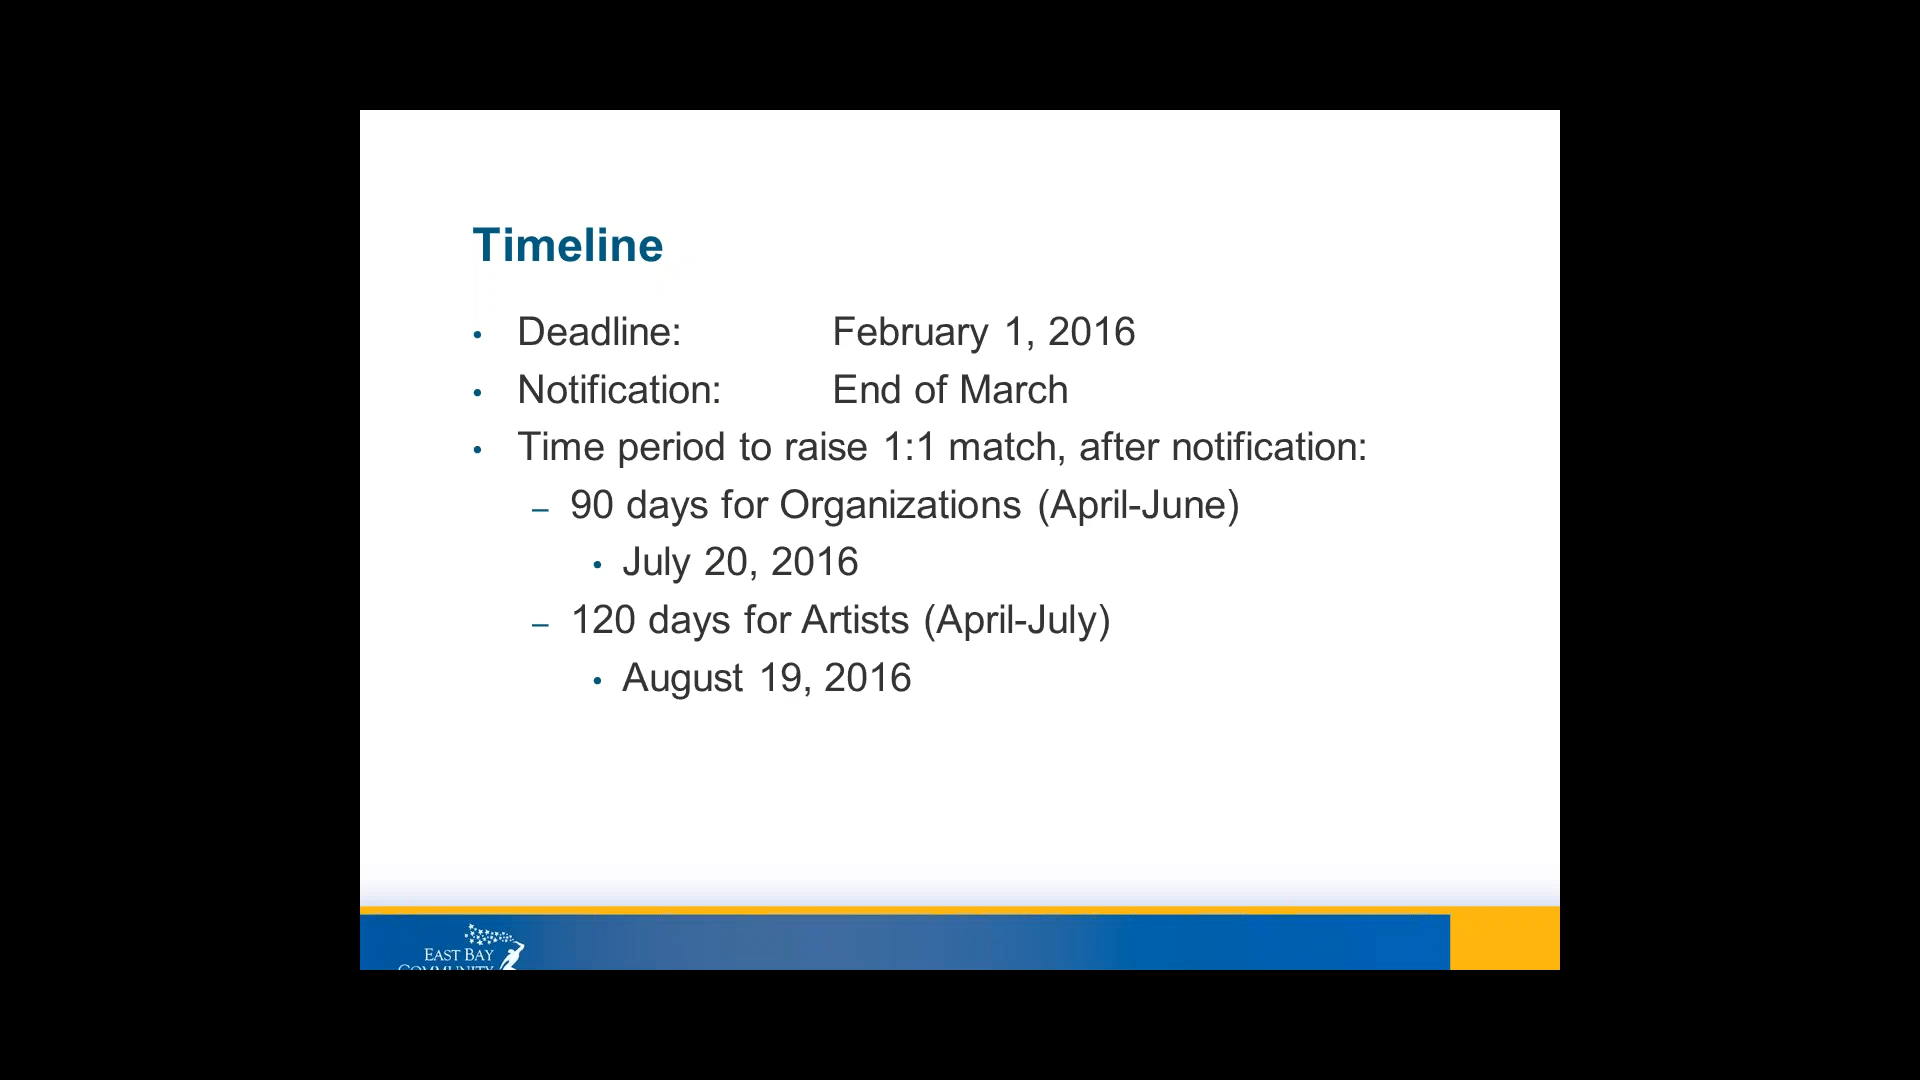 Timeline
• Deadline: February 1, 2016
• Notification: End of March
• Time period to raise 1:1 match, after notification:
– 90 days for Organizations (April-June)
• July 20, 2016
– 120 days for Artists (April-July)
• August 19, 2016
EAST BAY
COMMUNITY